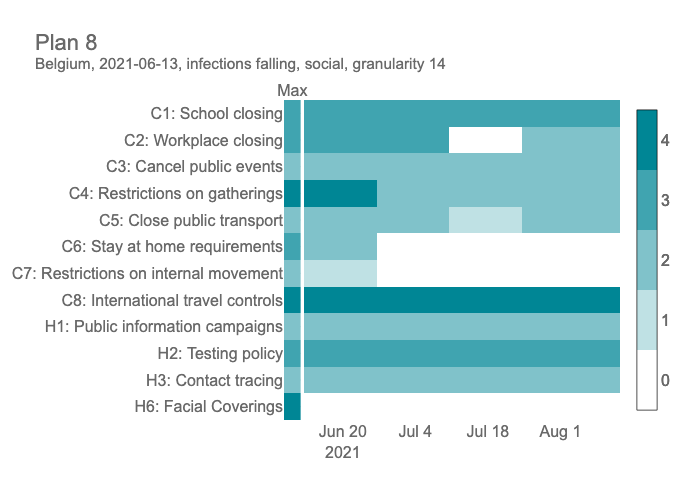 Plan 8
Belgium, 2021-06-13, infections falling, social, granularity 14
Max
C1: School closing
C2: Workplace closing
C3: Cancel public events
C4: Restrictions on gatherings
C5: Close public transport
C6: Stay at home requirements
C7: Restrictions on internal movement
C8: International travel controls
H1: Public information campaigns
H2: Testing policy
H3: Contact tracing
H6: Facial Coverings
Jun 20 Jul 4 Jul 18 Aug 1
2021
4
3
2
1
0